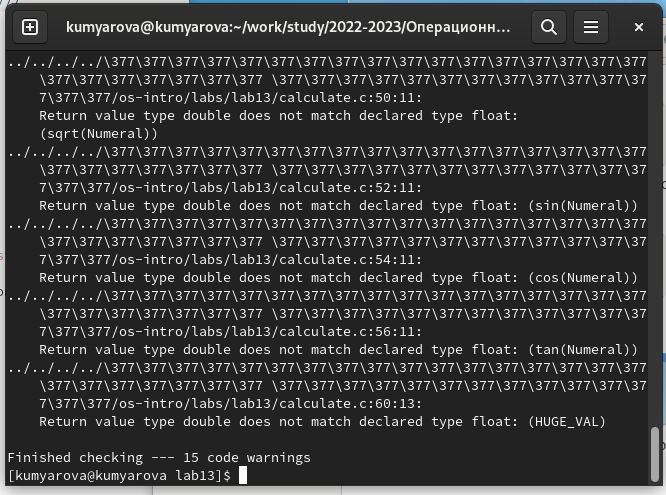 kumyarova@kumyarova:~/work/study/2022-2023/Операционн...
../../../../\377\377\377\377\377\377\377\377\377\377\377\377\377\377\377\377\377
\377\377\377\377\377\377\377 \377\377\377\377\377\377\377\377\377\377\377\37
7\377\377/os-intro/labs/lab13/calculate.c:50:11:
Return value type double does not match declared type float:
(sqrt(Numeral))
../../../../\377\377\377\377\377\377\377\377\377\377\377\377\377\377\377\377\377
\377\377\377\377\377\377\377 \377\377\377\377\377\377\377\377\377\377\377\37
7\377\377/os-intro/labs/lab13/calculate.c:52:11:
Return value type double does not match declared type float: (sin(Numeral))
../../../../\377\377\377\377\377\377\377\377\377\377\377\377\377\377\377\377\377
\377\377\377\377\377\377\377 \377\377\377\377\377\377\377\377\377\377\377\37
7\377\377/os-intro/labs/lab13/calculate.c:54:11:
Return value type double does not match declared type float: (cos(Numeral))
../../../../\377\377\377\377\377\377\377\377\377\377\377\377\377\377\377\377\377
\377\377\377\377\377\377\377 \377\377\377\377\377\377\377\377\377\377\377\37
7\377\377/os-intro/labs/lab13/calculate.c:56:11:
Return value type double does not match declared type float: (tan(Numeral))
../../../../\377\377\377\377\377\377\377\377\377\377\377\377\377\377\377\377\377
\377\377\377\377\377\377\377 \377\377\377\377\377\377\377\377\377\377\377\37
7\377\377/os-intro/labs/lab13/calculate.c:60:13:
Return value type double does not match declared type float: (HUGE_VAL)
Finished checking --- 15 code warnings
[kumyarova@kumyarova lab13]$